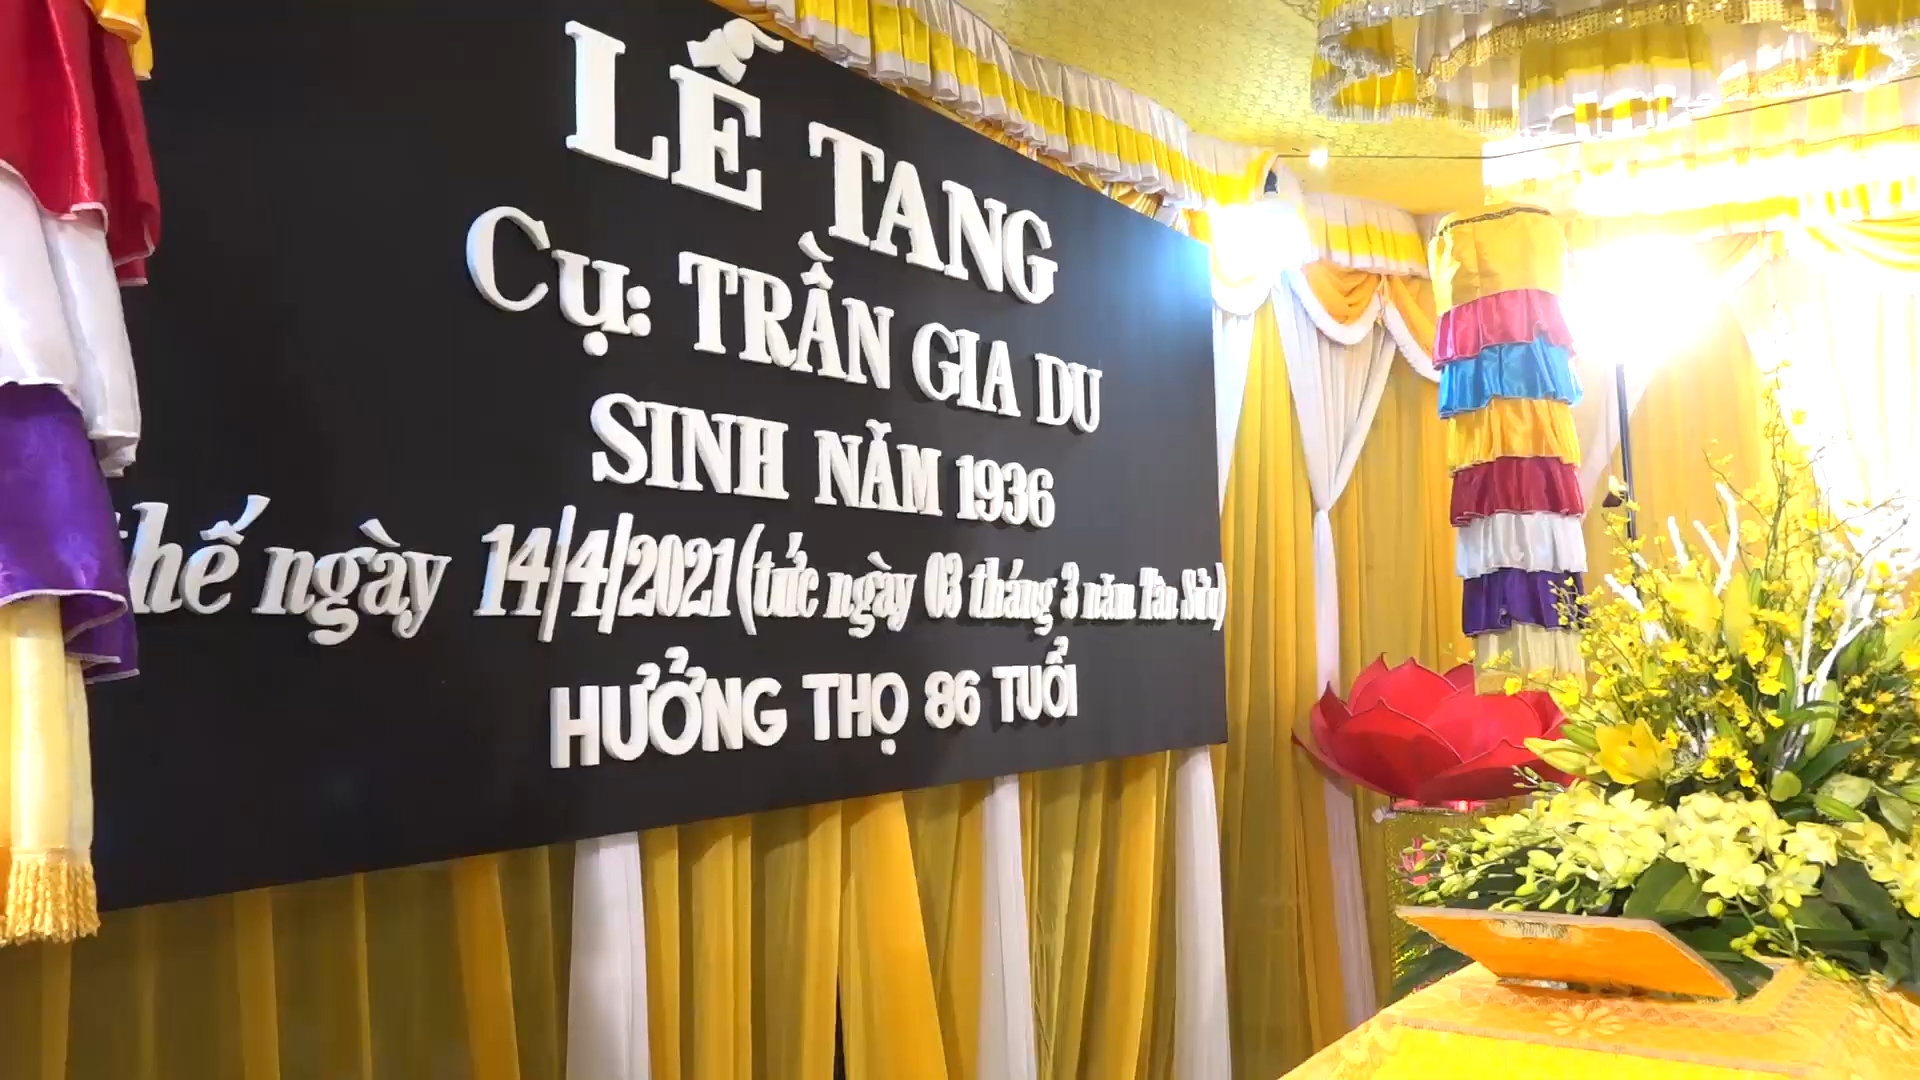 LỄ TANG
Cụ: TRẦN GIA DU
SINH NĂM 1936
thế ngày 14/4/2021 (tức ngày 03 tháng 3 năm Tân Sửu)
HƯỞNG THỌ 86 TUỔI